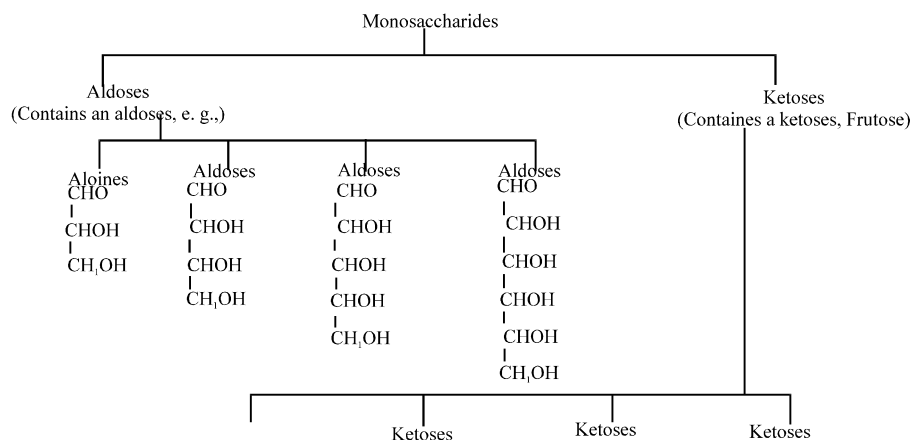 Monosaccharides
Aldoses
(Contains an aldoses, e. g.,)
Ketoses
(Containes a ketoses, Frutose)
Aloines
CHO
CHOH
CH₁OH
Aldoses
CHO
CHOH
CHOH
CH₁OH
Aldoses
CHO
CHOH
CHOH
CHOH
CH₁OH
Aldoses
CHO
CHOH
CHOH
CHOH
CHOH
CH₁OH
Ketoses
Ketoses
Ketoses